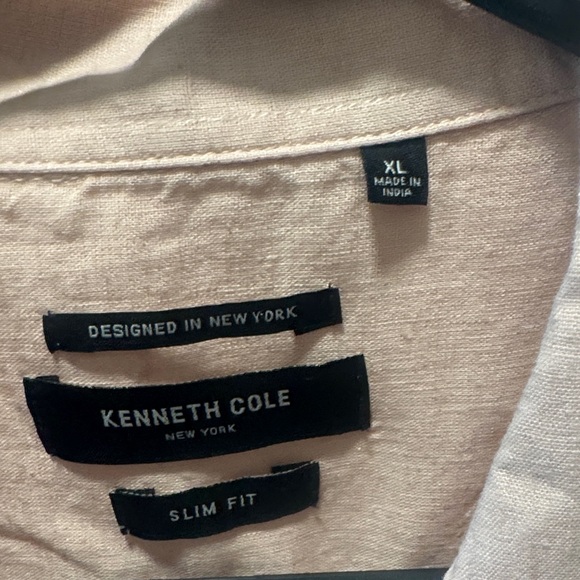 XL
MADE IN
INDIA
DESIGNED IN NEW YORK
KENNETH COLE
NEW YORK
SLIM FIT